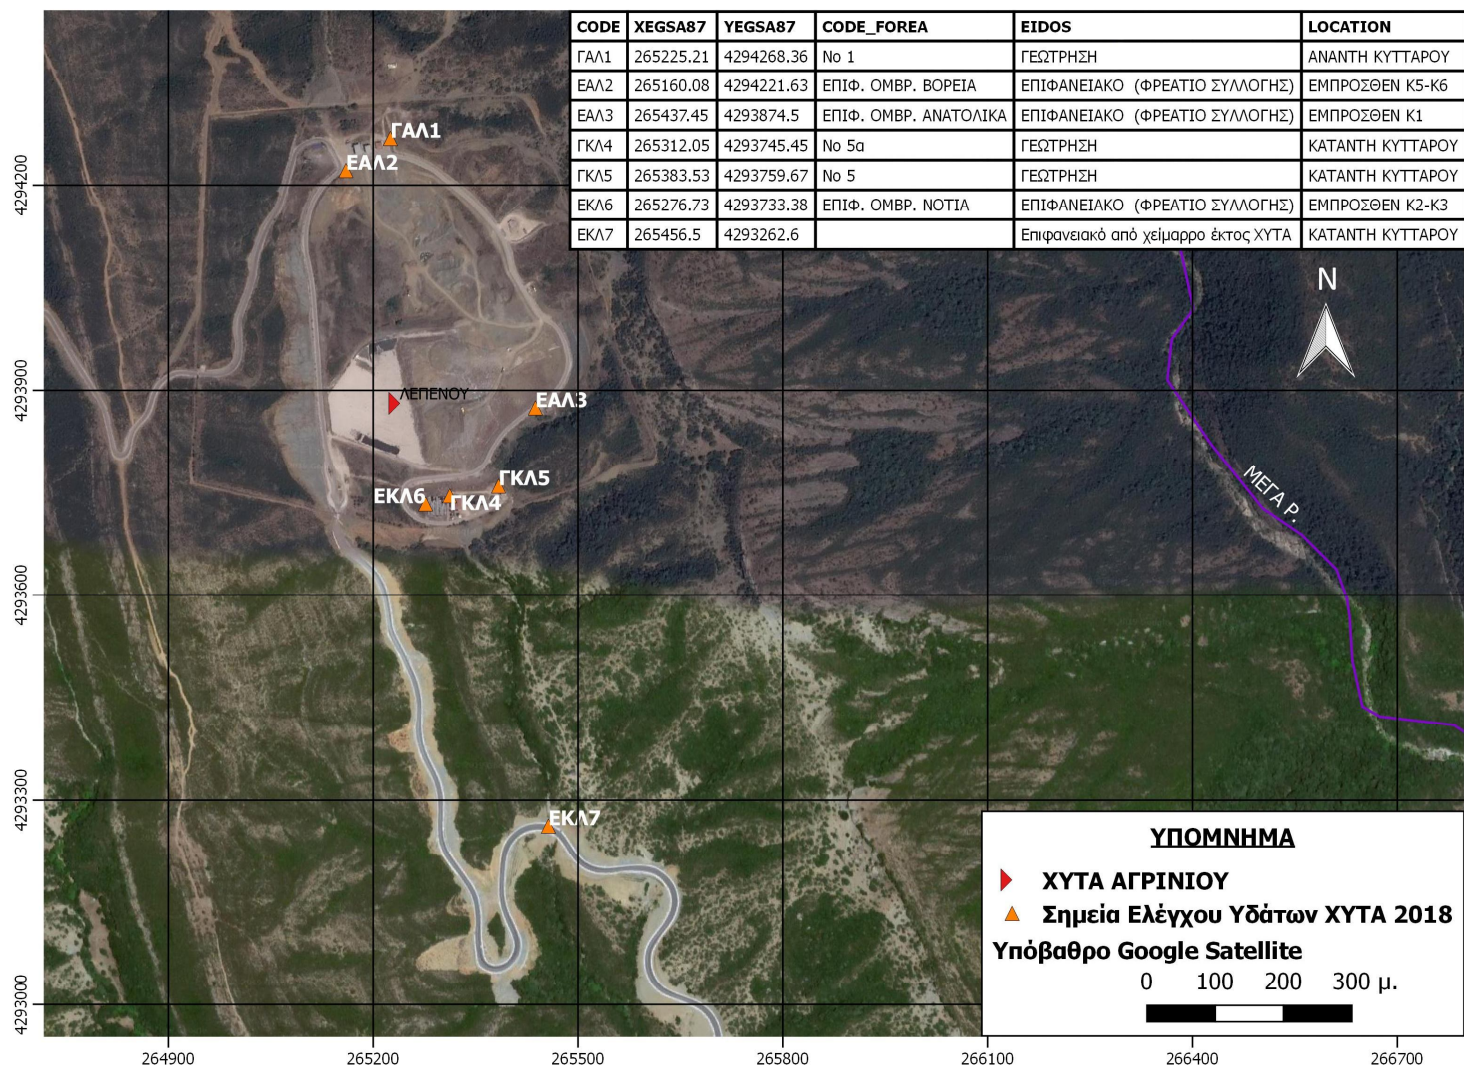 CODE XEGSA87 YEGSA87 CODE_FOREA EIDOS LOCATION
ΓΑΛ1 265225.21 4294268.36 No 1 ΓΕΩΤΡΗΣΗ ΑΝΑΝΤΗ ΚΥΤΤΑΡΟΥ
ΕΑΛ2 265160.08 4294221.63 ΕΠΙΦ. ΟΜΒΡ. ΒΟΡΕΙΑ ΕΠΙΦΑΝΕΙΑΚΟ (ΦΡΕΑΤΙΟ ΣΥΛΛΟΓΗΣ) ΕΜΠΡΟΣΘΕΝ Κ5-Κ6
ΕΑΛ3 265437.45 4293874.5 ΕΠΙΦ. ΟΜΒΡ. ΑΝΑΤΟΛΙΚΑ ΕΠΙΦΑΝΕΙΑΚΟ (ΦΡΕΑΤΙΟ ΣΥΛΛΟΓΗΣ) ΕΜΠΡΟΣΘΕΝ Κ1
ΓΚΛ4 265312.05 4293745.45 No 5α ΓΕΩΤΡΗΣΗ ΚΑΤΑΝΤΗ ΚΥΤΤΑΡΟΥ
ΓΚΛ5 265383.53 4293759.67 No 5 ΓΕΩΤΡΗΣΗ ΚΑΤΑΝΤΗ ΚΥΤΤΑΡΟΥ
ΕΚΛ6 265276.73 4293733.38 ΕΠΙΦ. ΟΜΒΡ. ΝΟΤΙΑ ΕΠΙΦΑΝΕΙΑΚΟ (ΦΡΕΑΤΙΟ ΣΥΛΛΟΓΗΣ) ΕΜΠΡΟΣΘΕΝ Κ2-Κ3
ΕΚΛ7 265456.5 4293262.6 Επιφανειακό από χείμαρρο έκτος ΧΥΤΑ ΚΑΤΑΝΤΗ ΚΥΤΤΑΡΟΥ
ΓΑΛ1
ΕΑΛ2
4294200
N
4293900
ΛΕΠΕΝΟΥ
ΕΑΛ3
ΓΚΛ5
ΕΚΛ6
ΓΚΛ4
ΜΕΓΑ Ρ.
4293600
4293300
ΕΚΛ7
ΥΠΟΜΝΗΜΑ
ΧΥΤΑ ΑΓΡΙΝΙΟΥ
Σημεία Ελέγχου Υδάτων ΧΥΤΑ 2018
Υπόβαθρο Google Satellite
0 100 200 300 μ.
4293000
264900 265200 265500 265800 266100 266400 266700